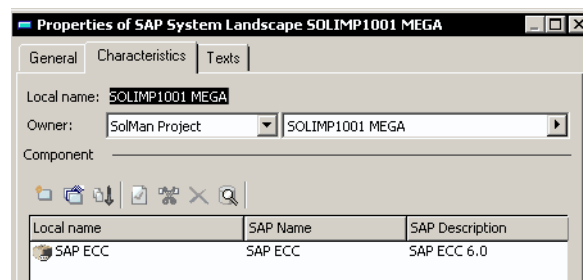 Properties of SAP System Landscape SOLIMP1001 MEGA
General Characteristics Texts
Local name: SOLIMP1001 MEGA
Owner: SolMan Project SOLIMP1001 MEGA
Component
Local name SAP Name SAP Description
SAP ECC SAP ECC SAP ECC 6.0